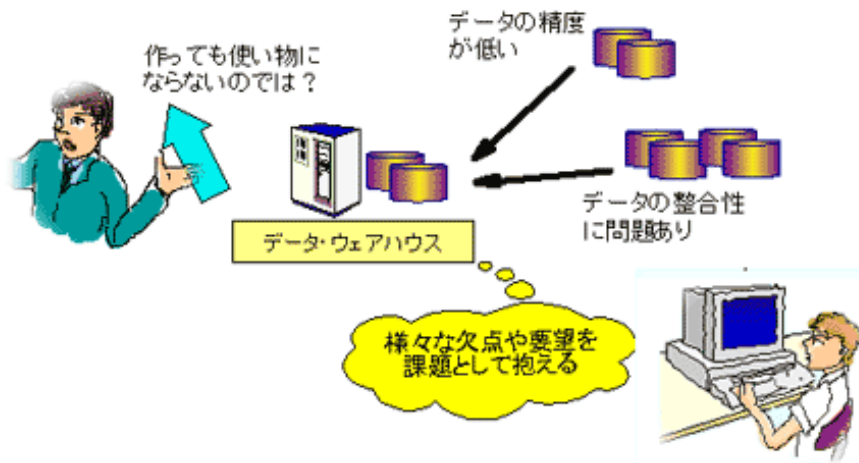 作っても使い物に
ならないのでは？
データの精度
が低い
データ・ウェアハウス
データの整合性
に問題あり
様々な欠点や要望を
課題として抱える